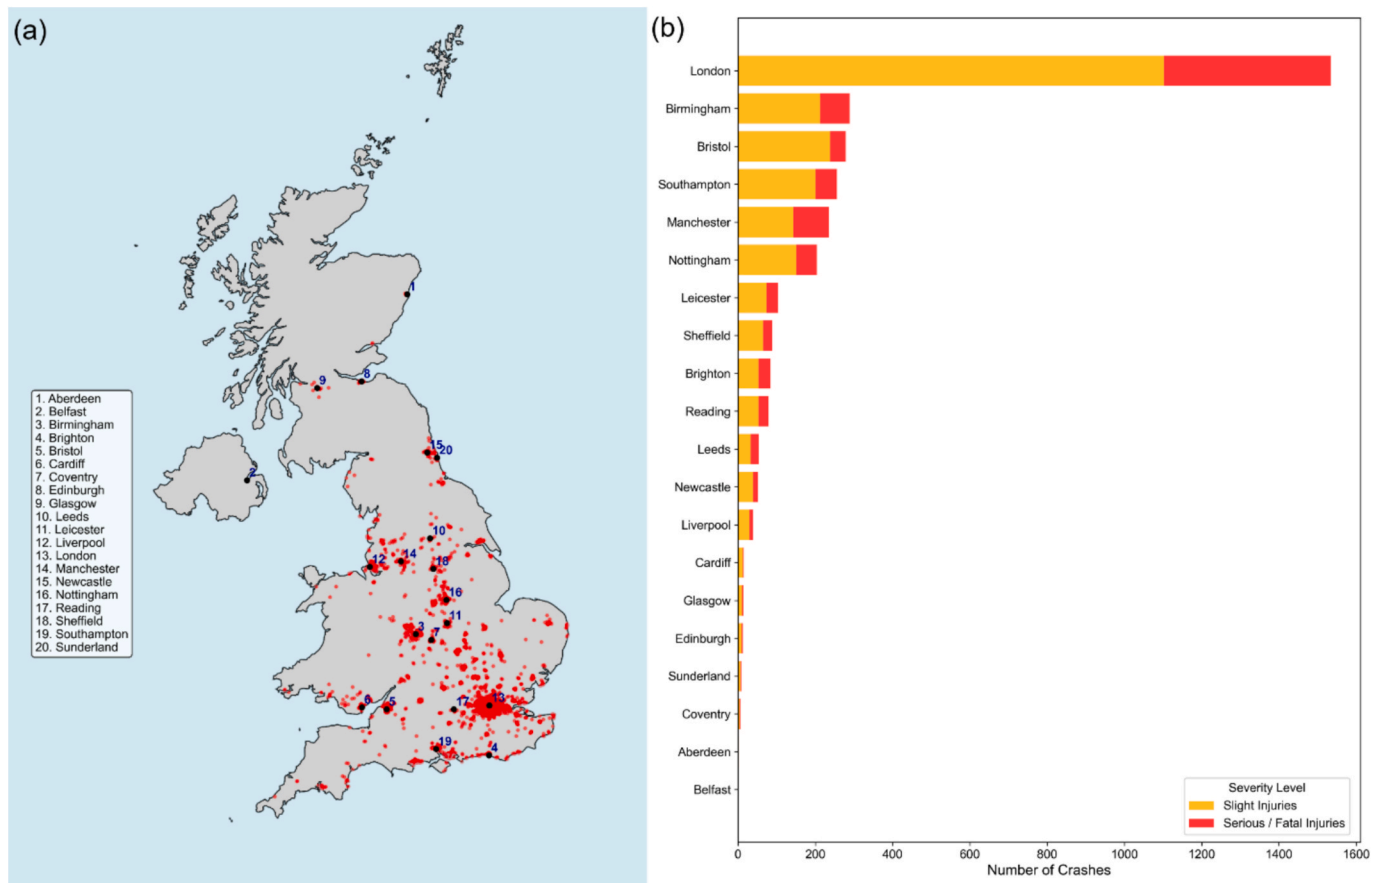 (a)
1
9
8
15
20
2
10
12
14
18
16
11
3
7
6
5
17
13
19
4
1. Aberdeen
2. Belfast
3. Birmingham
4. Brighton
5. Bristol
6. Cardiff
7. Coventry
8. Edinburgh
9. Glasgow
10. Leeds
11. Leicester
12. Liverpool
13. London
14. Manchester
15. Newcastle
16. Nottingham
17. Reading
18. Sheffield
19. Southampton
20. Sunderland
(b)
London
Birmingham
Bristol
Southampton
Manchester
Nottingham
Leicester
Sheffield
Brighton
Reading
Leeds
Newcastle
Liverpool
Cardiff
Glasgow
Edinburgh
Sunderland
Coventry
Aberdeen
Belfast
Severity Level
Slight Injuries
Serious / Fatal Injuries
0 200 400 600 800 1000 1200 1400 1600
Number of Crashes